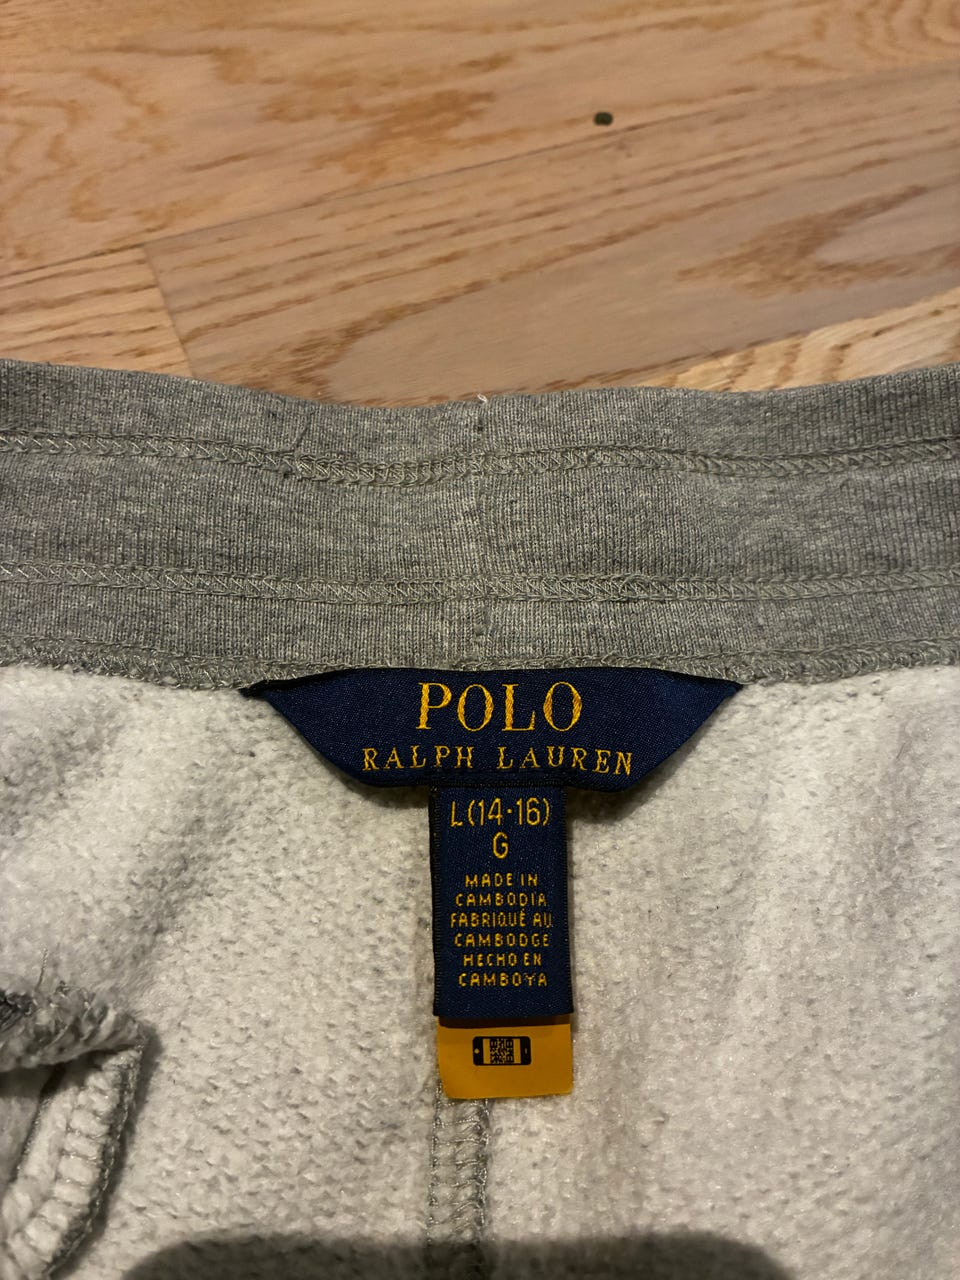 POLO
RALPH LAUREN
L(14·16)
G
MADE IN
CAMBODIA
FABRIQUÉ AU
CAMBODGE
HECHO EN
CAMBOYA